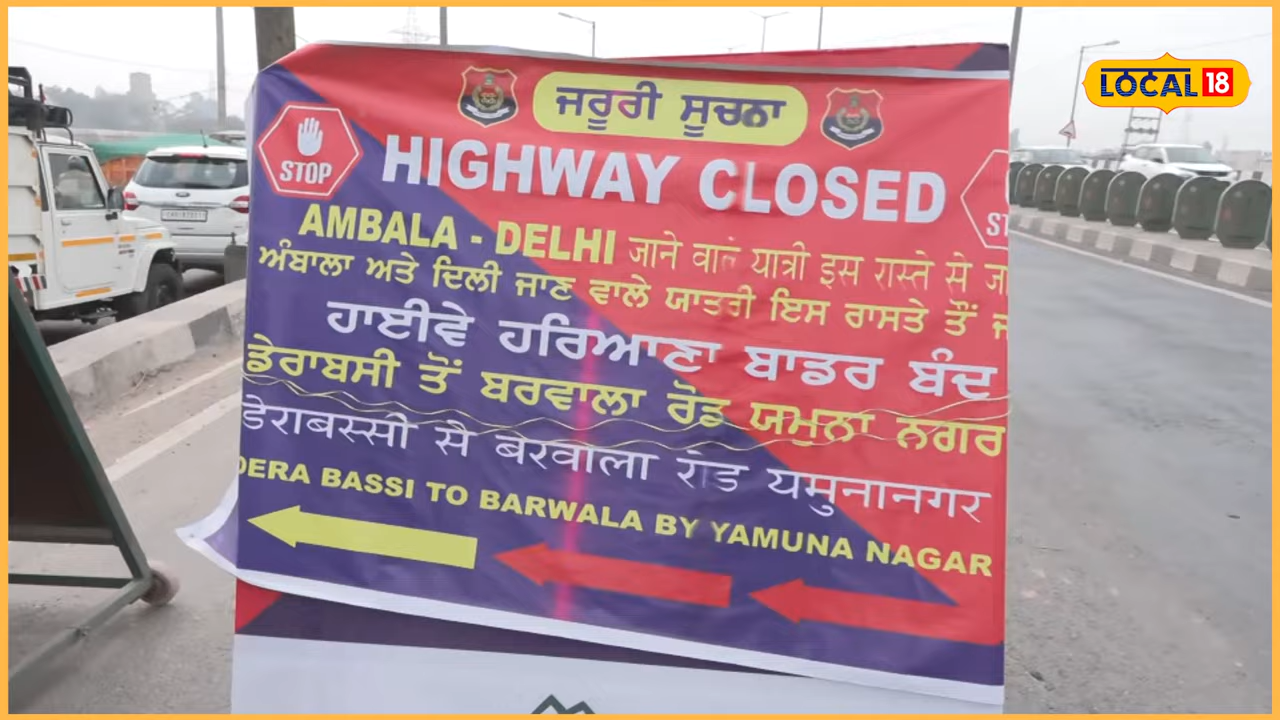 LOCAL 18
ਜਰੂਰੀ ਸੂਚਨਾ
STOP
HIGHWAY CLOSED
AMBALA - DELHI जाने वाले यात्री इस रास्ते से
ਅੰਬਾਲਾ ਅਤੇ ਦਿਲੀ ਜਾਣ ਵਾਲੇ ਯਾਤਰੀ ਇਸ ਰਾਸਤੇ ਤੋਂ
ਹਾਈਵੇ ਹਰਿਆਣਾ ਬਾਡਰ ਬੰਦ
ਡੇਰਾਬਸੀ ਤੋਂ ਬਰਵਾਲਾ ਰੋਡ ਯਮੁਨਾ ਨਗਰ
डेराबस्सी से बरवाला रोड यमुनानगर
DERA BASSI TO BARWALA BY YAMUNA NAGAR